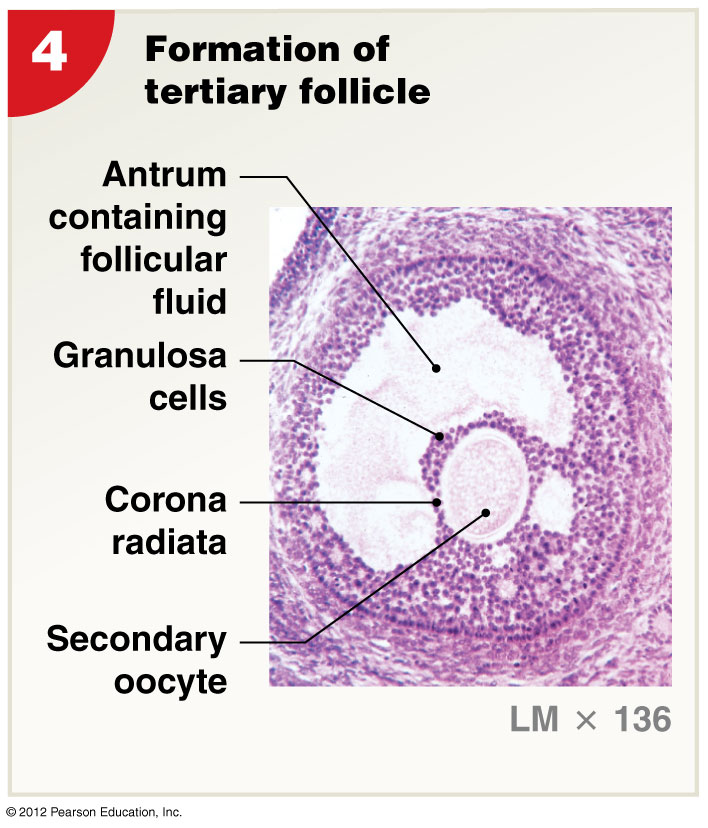 4
Formation of
tertiary follicle
Antrum
containing
follicular
fluid
Granulosa
cells
Corona
radiata
Secondary
oocyte
LM × 136
© 2012 Pearson Education, Inc.